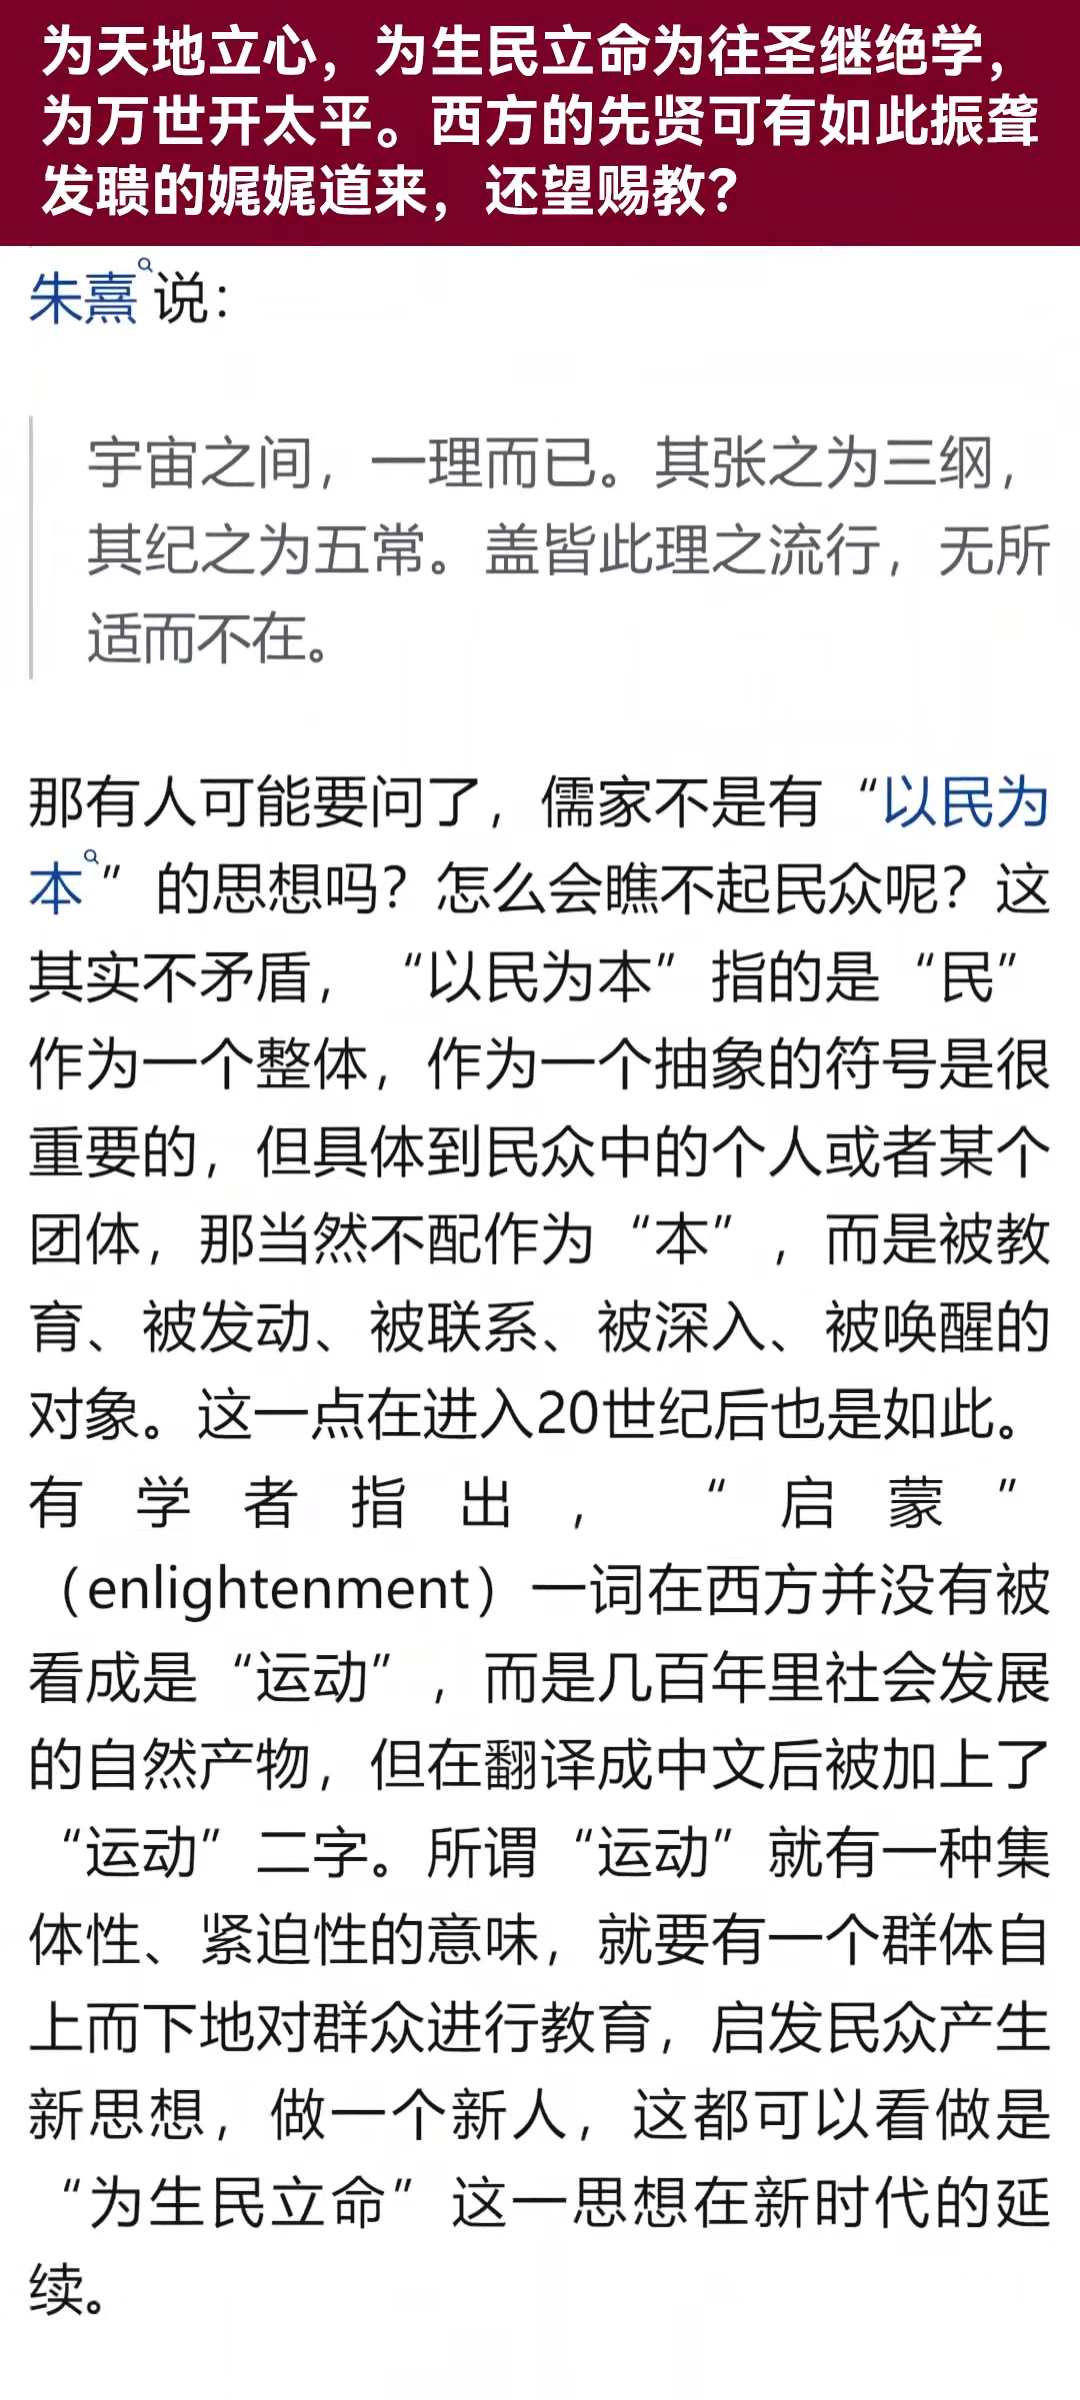 为天地立心，为生民立命为往圣继绝学，
为万世开太平。西方的先贤可有如此振聋
发聩的娓娓道来，还望赐教？
朱熹说：
宇宙之间，一理而已。其张之为三纲，
其纪之为五常。盖皆此理之流行，无所
适而不在。
那有人可能要问了，儒家不是有“以民为
本”的思想吗？怎么会瞧不起民众呢？这
其实不矛盾，“以民为本”指的是“民”
作为一个整体，作为一个抽象的符号是很
重要的，但具体到民众中的个人或者某个
团体，那当然不配作为“本”，而是被教
育、被发动、被联系、被深入、被唤醒的
对象。这一点在进入20世纪后也是如此。
有学者指出，“启蒙”
（enlightenment）一词在西方并没有被
看成是“运动”，而是几百年里社会发展
的自然产物，但在翻译成中文后被加上了
“运动”二字。所谓“运动”就有一种集
体性、紧迫性的意味，就要有一个群体自
上而下地对群众进行教育，启发民众产生
新思想，做一个新人，这都可以看做是
“为生民立命”这一思想在新时代的延
续。